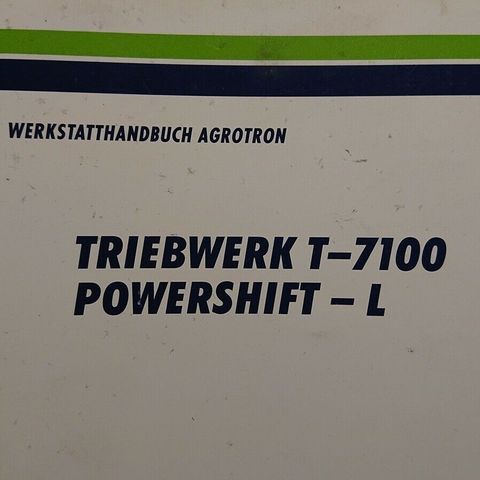 WERKSTATTHANDBUCH AGROTRON
TRIEBWERK T–7100
POWERSHIFT – L